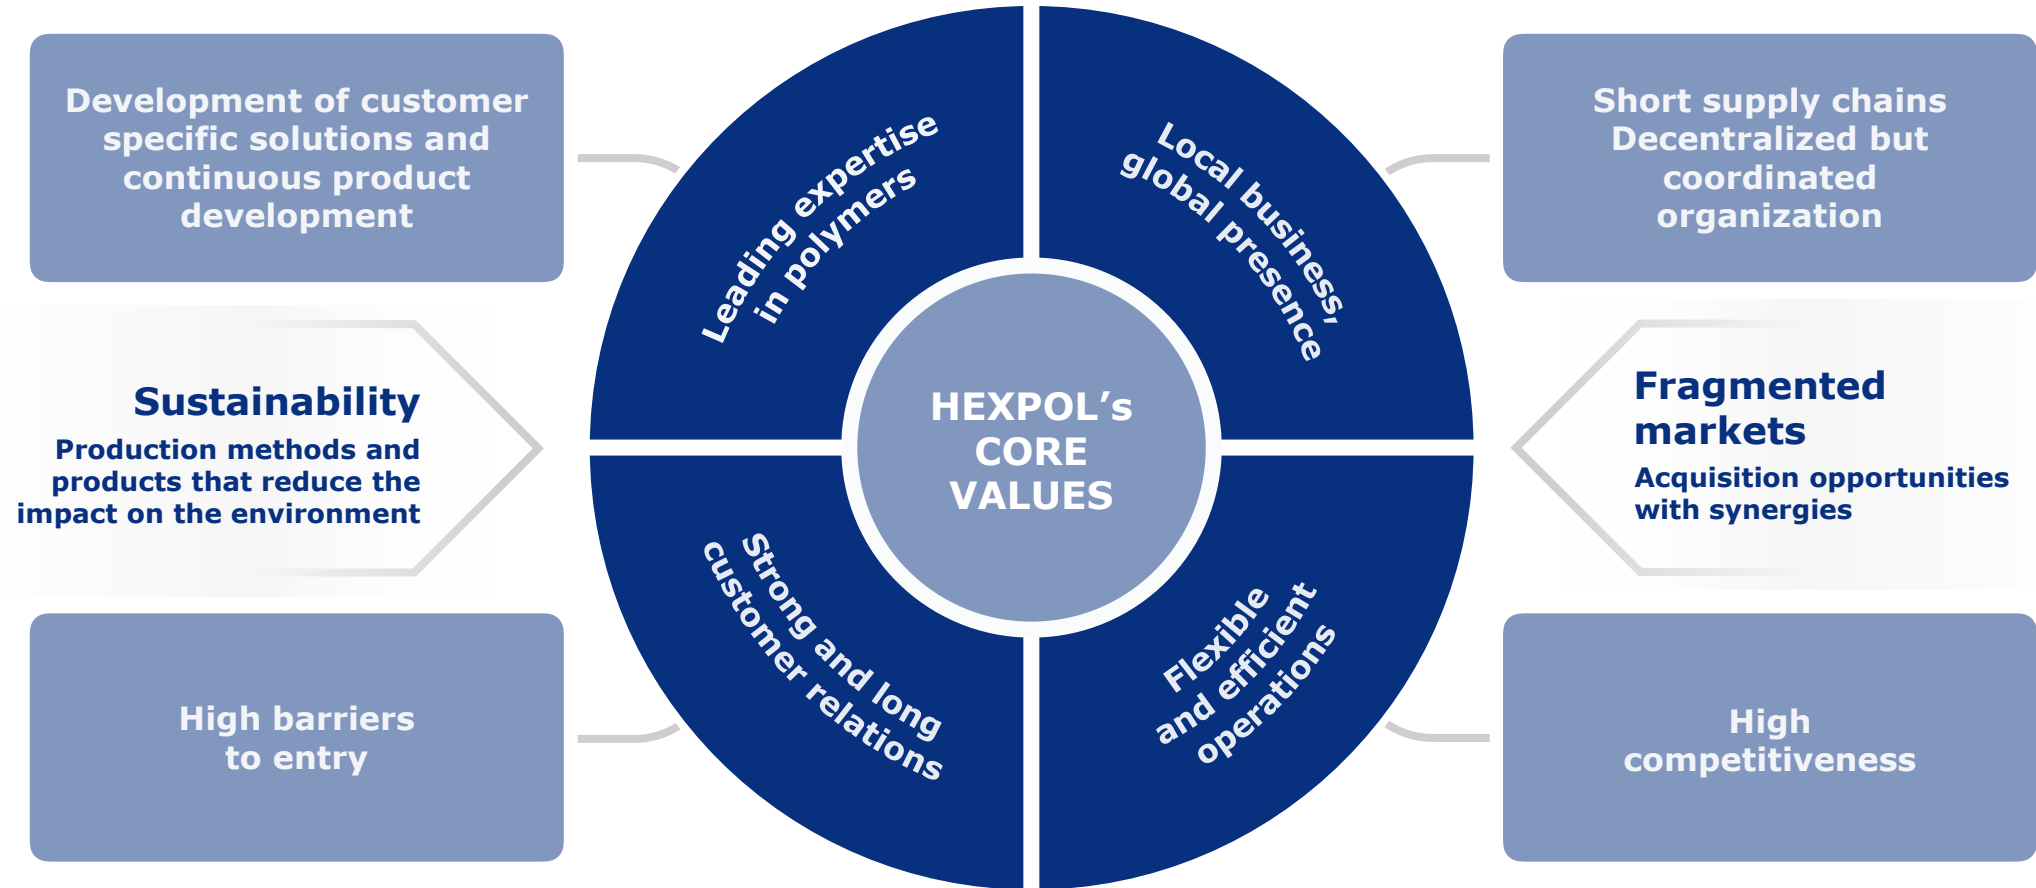 Development of customer
specific solutions and
continuous product
development
Leading expertise
in polymers
Local business,
global presence
Short supply chains
Decentralized but
coordinated
organization
Sustainability
Production methods and
products that reduce the
impact on the environment
HEXPOL’s
CORE
VALUES
Fragmented
markets
Acquisition opportunities
with synergies
High barriers
to entry
Strong and long
customer relations
Flexible
and efficient
operations
High
competitiveness